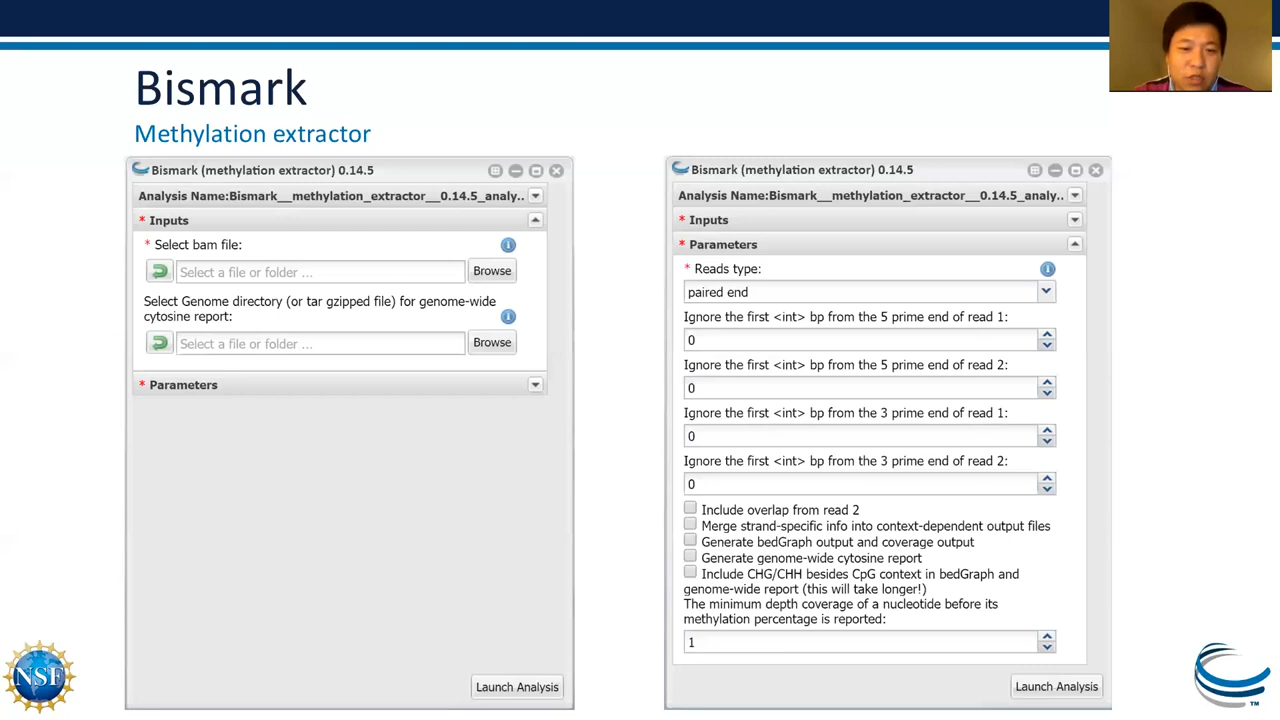 Bismark
Methylation extractor
Bismark (methylation extractor) 0.14.5
Analysis Name:Bismark__methylation_extractor__0.14.5_analy..
* Inputs
* Select bam file:
Select a file or folder ...
Browse
Select Genome directory (or tar gzipped file) for genome-wide
cytosine report:
Select a file or folder ...
Browse
* Parameters
Launch Analysis
Bismark (methylation extractor) 0.14.5
Analysis Name:Bismark__methylation_extractor__0.14.5_analy..
* Inputs
* Parameters
* Reads type:
paired end
Ignore the first <int> bp from the 5 prime end of read 1:
0
Ignore the first <int> bp from the 5 prime end of read 2:
0
Ignore the first <int> bp from the 3 prime end of read 1:
0
Ignore the first <int> bp from the 3 prime end of read 2:
0
Include overlap from read 2
Merge strand-specific info into context-dependent output files
Generate bedGraph output and coverage output
Generate genome-wide cytosine report
Include CHG/CHH besides CpG context in bedGraph and
genome-wide report (this will take longer!)
The minimum depth coverage of a nucleotide before its
methylation percentage is reported:
1
Launch Analysis
NSF
TM